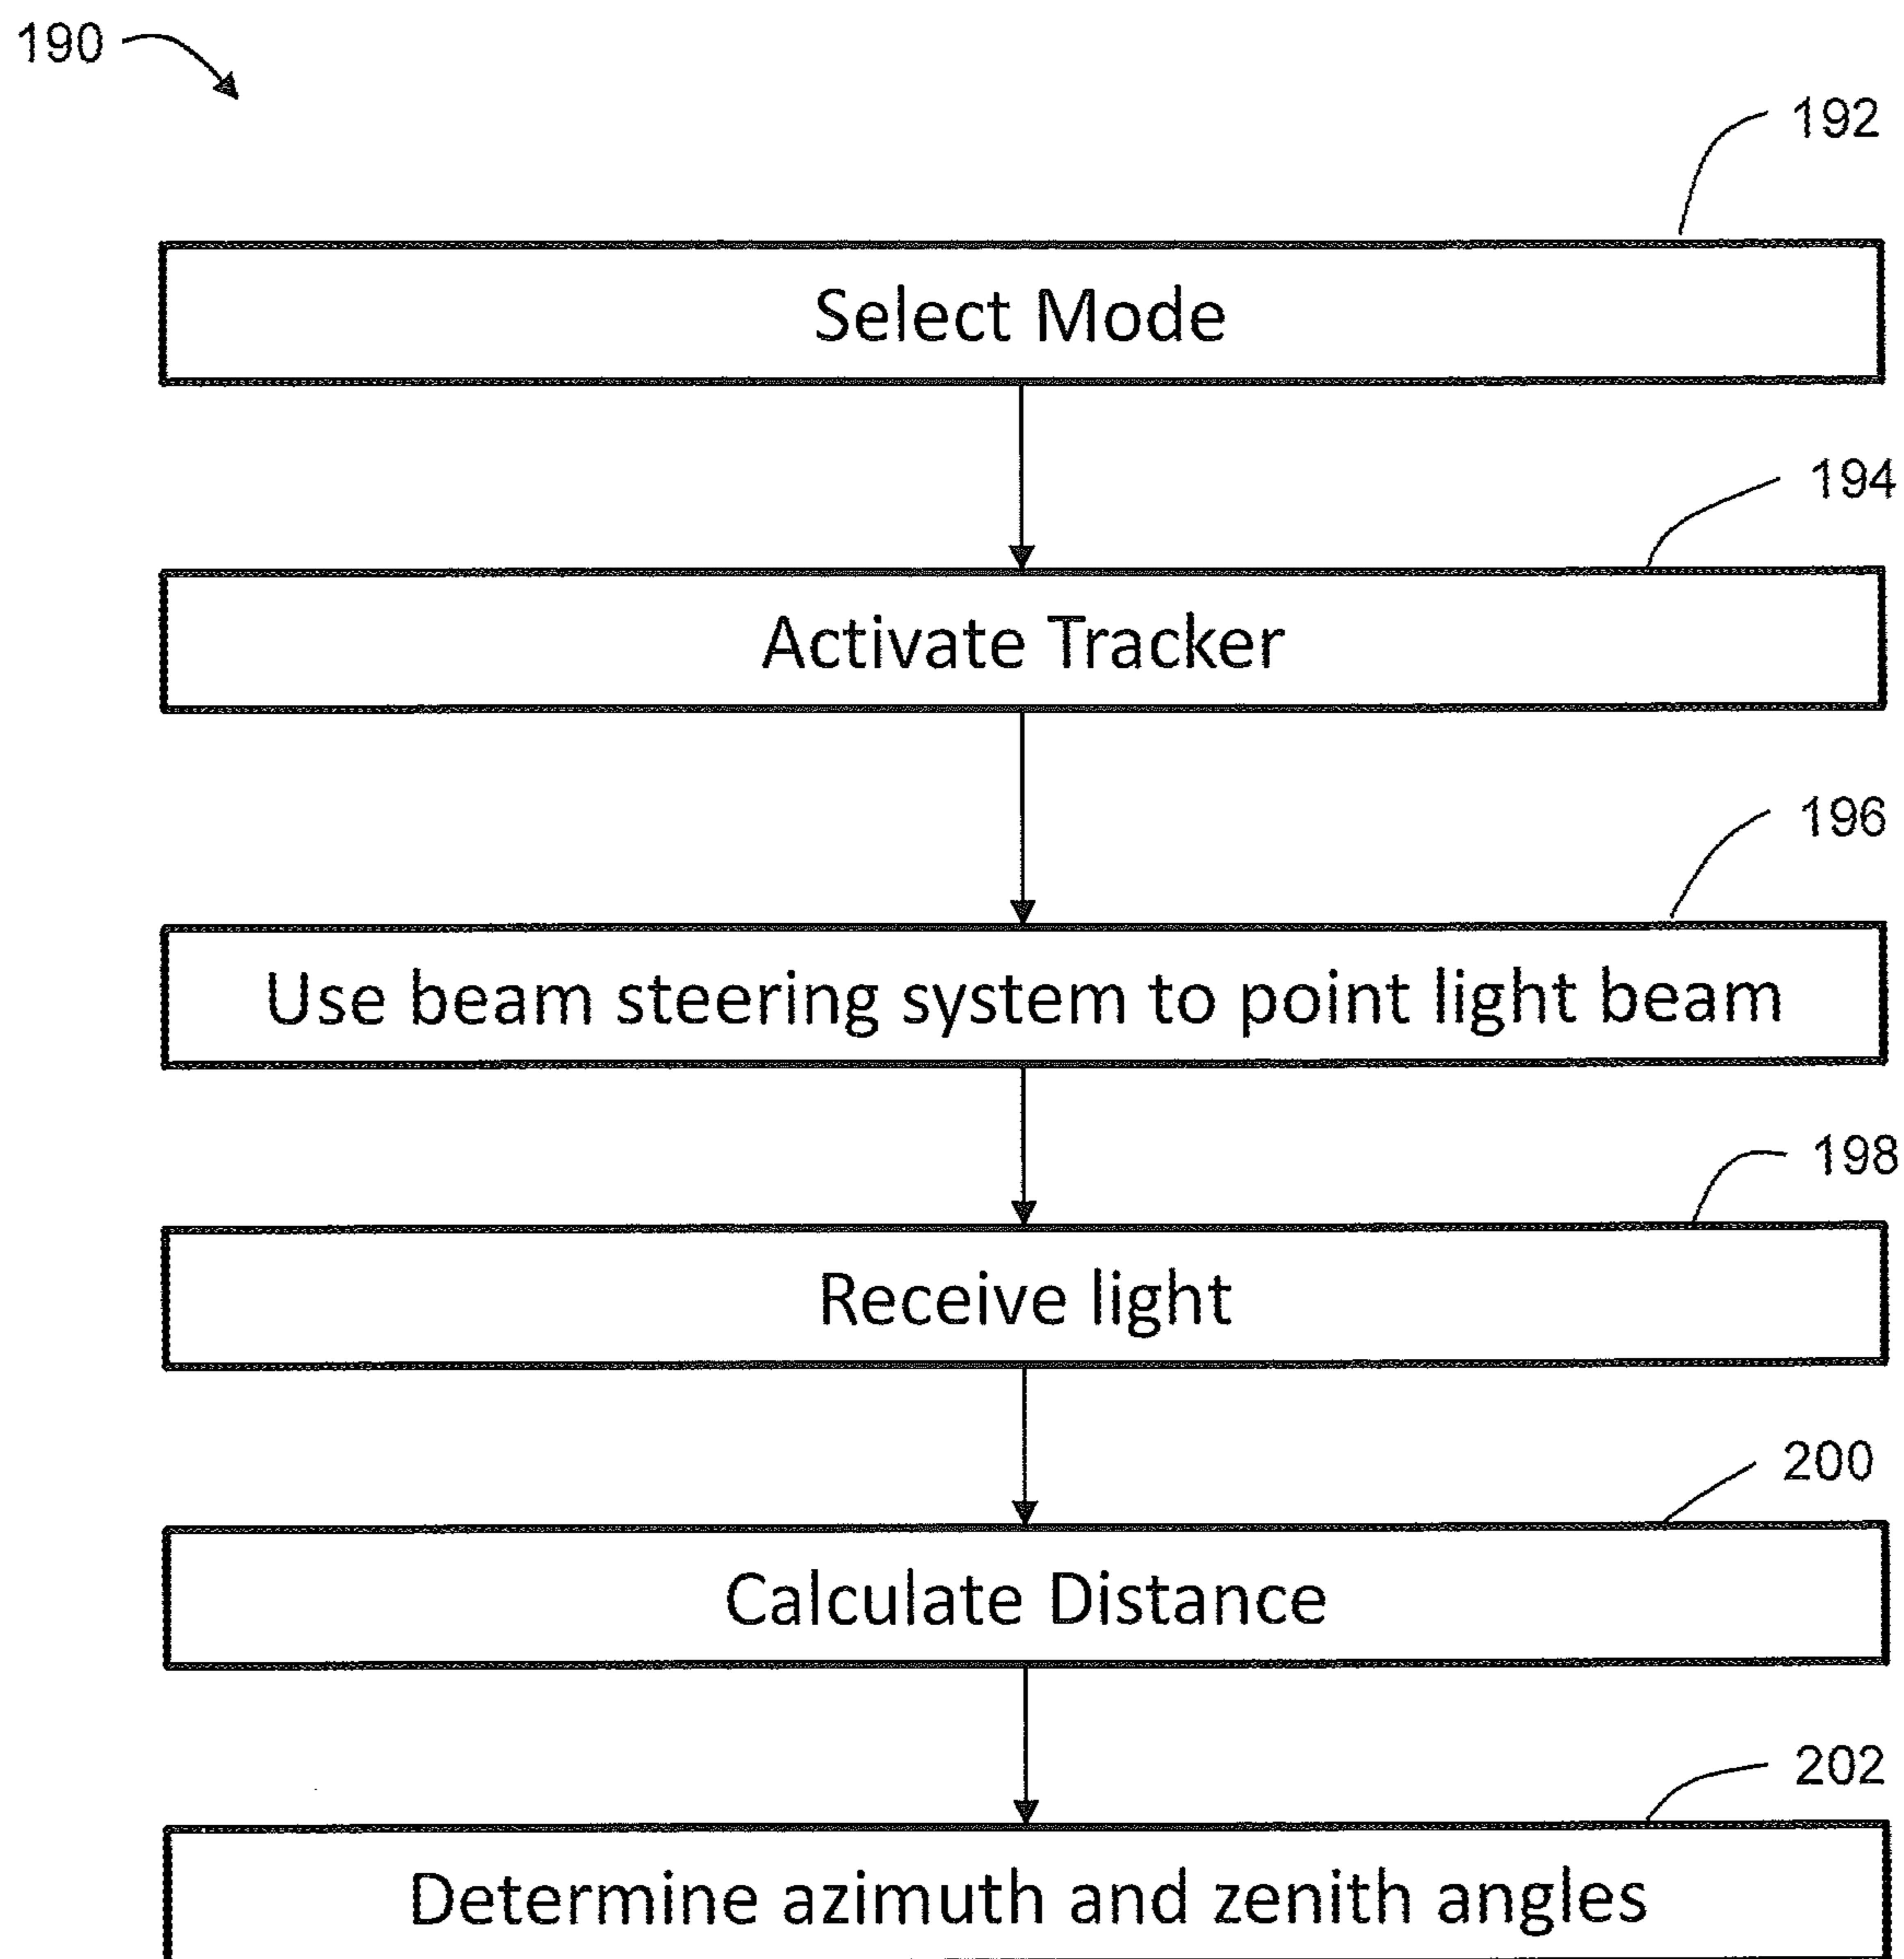 190
192
Select Mode
194
Activate Tracker
196
Use beam steering system to point light beam
198
Receive light
200
Calculate Distance
202
Determine azimuth and zenith angles